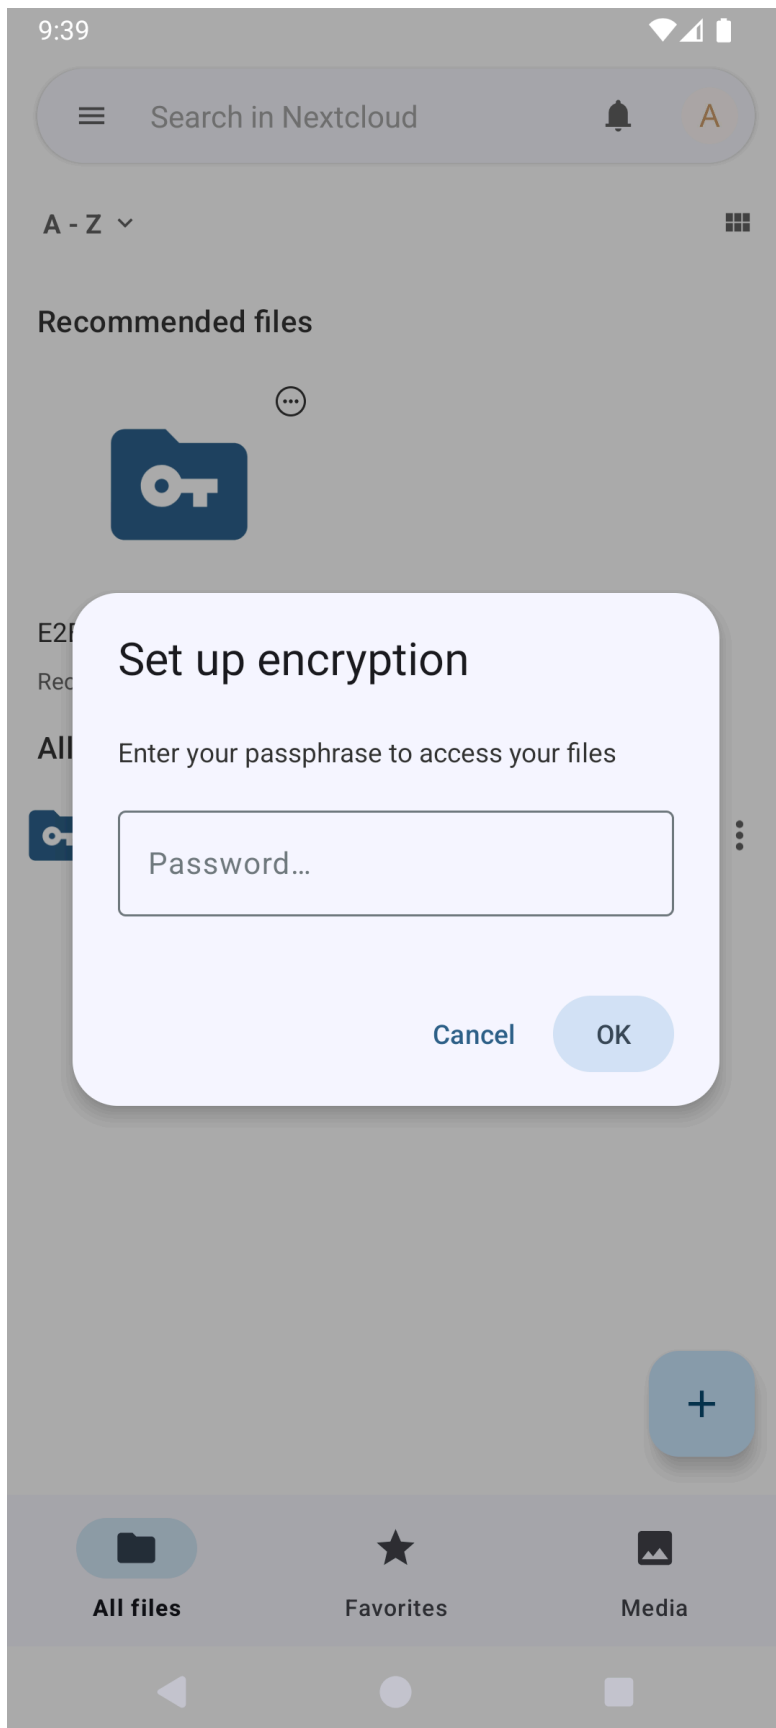 9:39
Search in Nextcloud
A
A - Z
Recommended files
Set up encryption
Enter your passphrase to access your files
All
Password…
Cancel
OK
All files
Favorites
Media